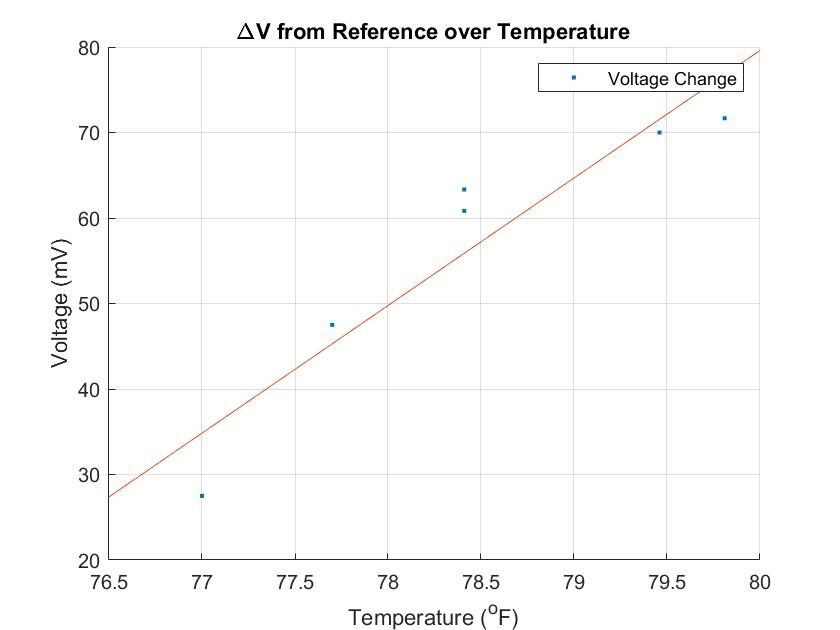 ΔV from Reference over Temperature
Voltage Change
Voltage (mV)
80
70
60
50
40
30
20
76.5 77 77.5 78 78.5 79 79.5 80
Temperature (oF)